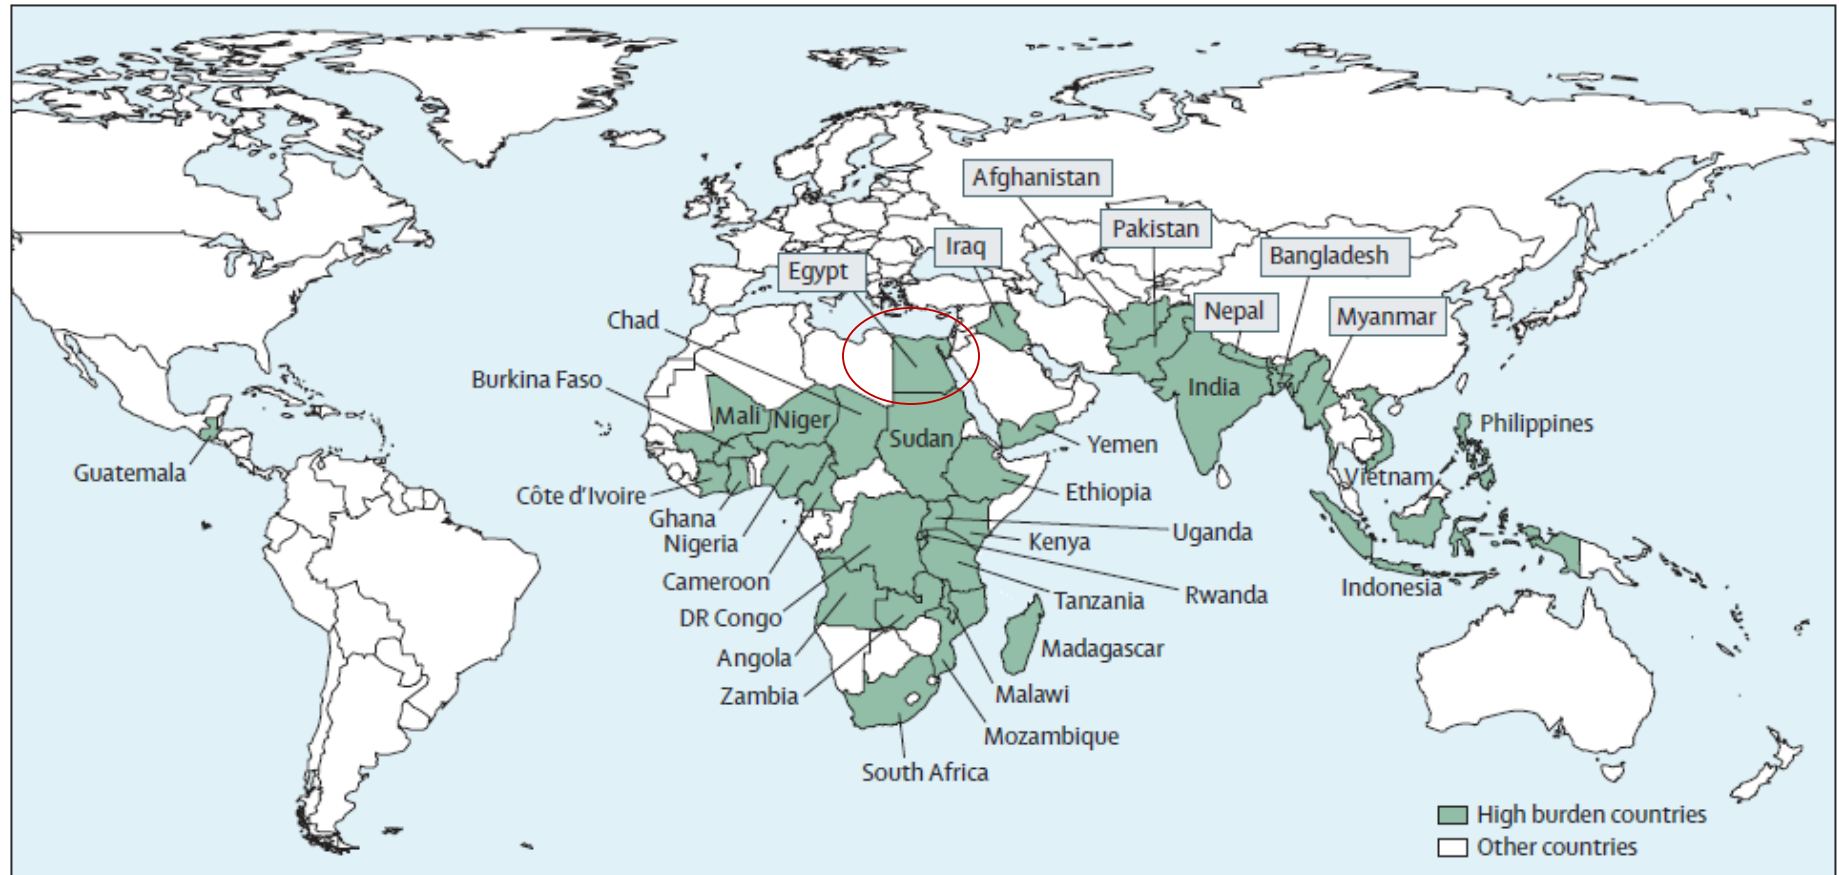 Afghanistan
Pakistan
Iraq
Bangladesh
Egypt
Nepal
Myanmar
Chad
Burkina Faso
India
Mali
Niger
Philippines
Sudan
Yemen
Guatemala
Vietnam
Côte d'Ivoire
Ethiopia
Ghana
Uganda
Nigeria
Kenya
Cameroon
Indonesia
Rwanda
Tanzania
DR Congo
Madagascar
Angola
Malawi
Zambia
Mozambique
South Africa
High burden countries
Other countries